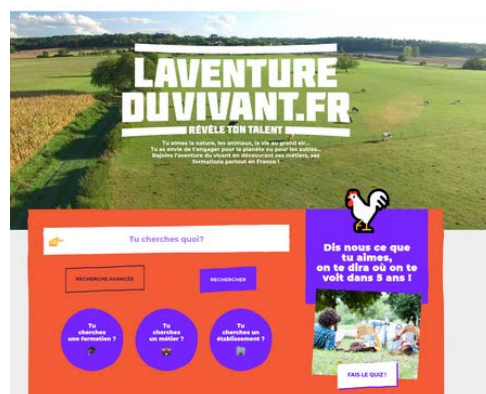 LAVENTURE
DUVIVANT.FR
RÉVÈLE TON TALENT
Tu aimes la nature, les animaux, la vie au grand air...
Tu as envie de t'engager pour la planète ou pour les autres...
Rejoins l'aventure du vivant en découvrant ses métiers, ses
formations partout en France !
Tu cherches quoi?
RECHERCHE AVANCÉE
RECHERCHER
Tu
cherches
une formation ?
Tu
cherches
un métier ?
Tu
cherches un
établissement ?
Dis nous ce que
tu aimes,
on te dira où on te
voit dans 5 ans !
FAIS LE QUIZ !